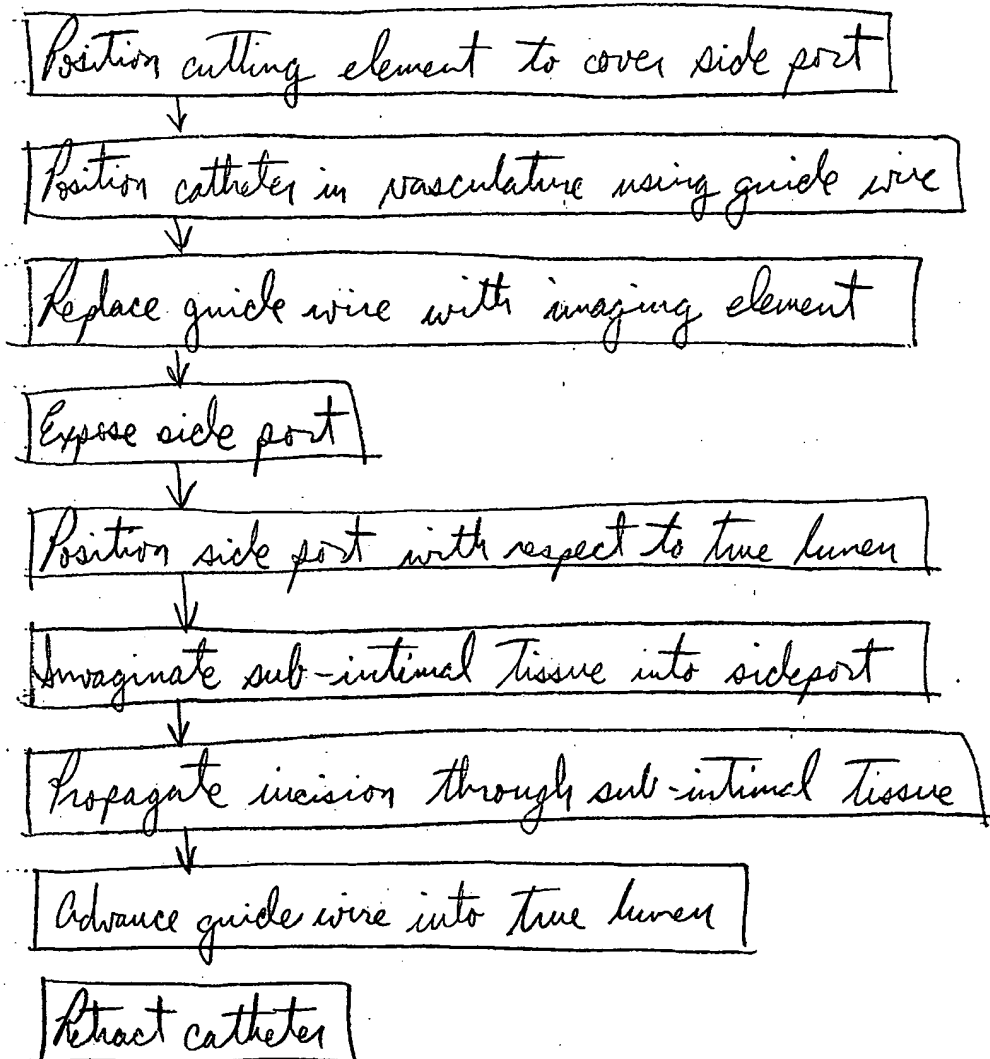 Position cutting element to cover side port
Position catheter in vasculature using guide wire
Replace guide wire with imaging element
Expose side port
Position side port with respect to true lumen
Invaginate sub-intimal tissue into sideport
Propagate incision through sub-intimal tissue
Advance guide wire into true lumen
Retract catheter